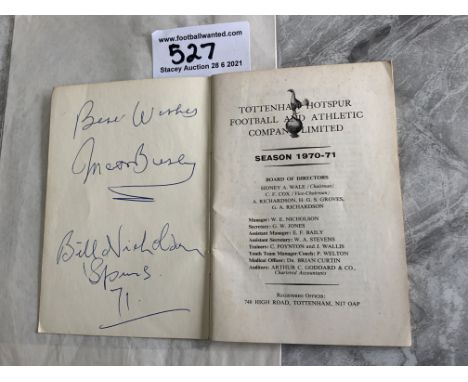 www.footballwanted.com
527
Stacey Auction 28 6 2021
Best Wishes
Matt Busby
Bill Nicholson
Spurs
71.
TOTTENHAM HOTSPUR
FOOTBALL AND ATHLETIC
COMPANY LIMITED
SEASON 1970-71
BOARD OF DIRECTORS
SIDNEY A. WALE (Chairman)
C. F. COX (Vice-Chairman)
A. RICHARDSON, H. G. S. GROVES,
G. A. RICHARDSON
Manager: W. E. NICHOLSON
Secretary: G. W. JONES
Assistant Manager: E. F. BAILY
Assistant Secretary: W. A. STEVENS
Trainers: C. POYNTON and J. WALLIS
Youth Team Manager/Coach: P. WELTON
Medical Officer: Dr. BRIAN CURTIN
Auditors: ARTHUR C. GODDARD & CO.,
Chartered Accountants
REGISTERED OFFICES:
748 HIGH ROAD, TOTTENHAM, N17 OAP